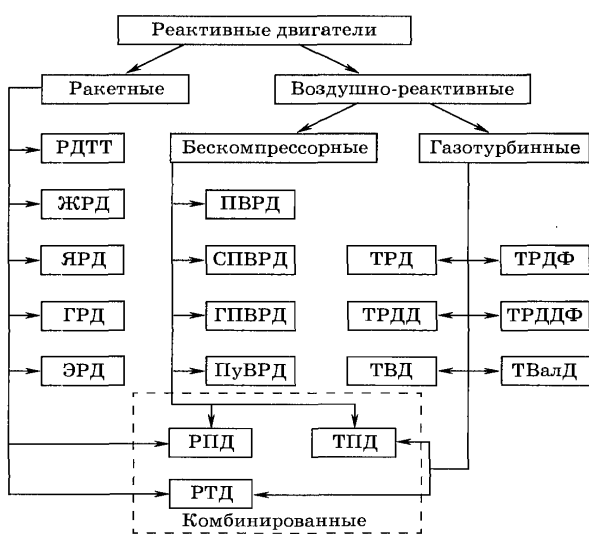 Реактивные двигатели
Ракетные
Воздушно-реактивные
РДТТ
Бескомпрессорные
Газотурбинные
ЖРД
ПВРД
ЯРД
СПВРД
ТРД
ТРДФ
ГРД
ГПВРД
ТРДД
ТРДДФ
ЭРД
ПуВРД
ТВД
ТВалД
РПД
ТПД
РТД
Комбинированные